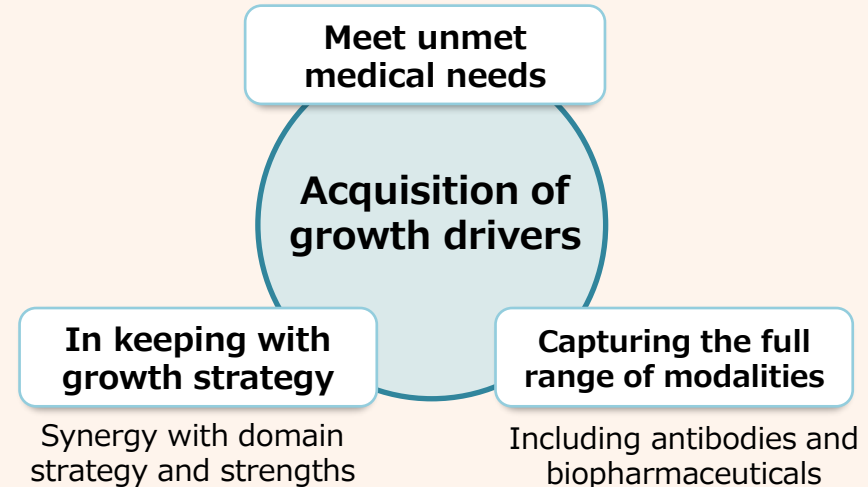 Meet unmet
medical needs
Acquisition of
growth drivers
In keeping with
growth strategy
Synergy with domain
strategy and strengths
Capturing the full
range of modalities
Including antibodies and
biopharmaceuticals